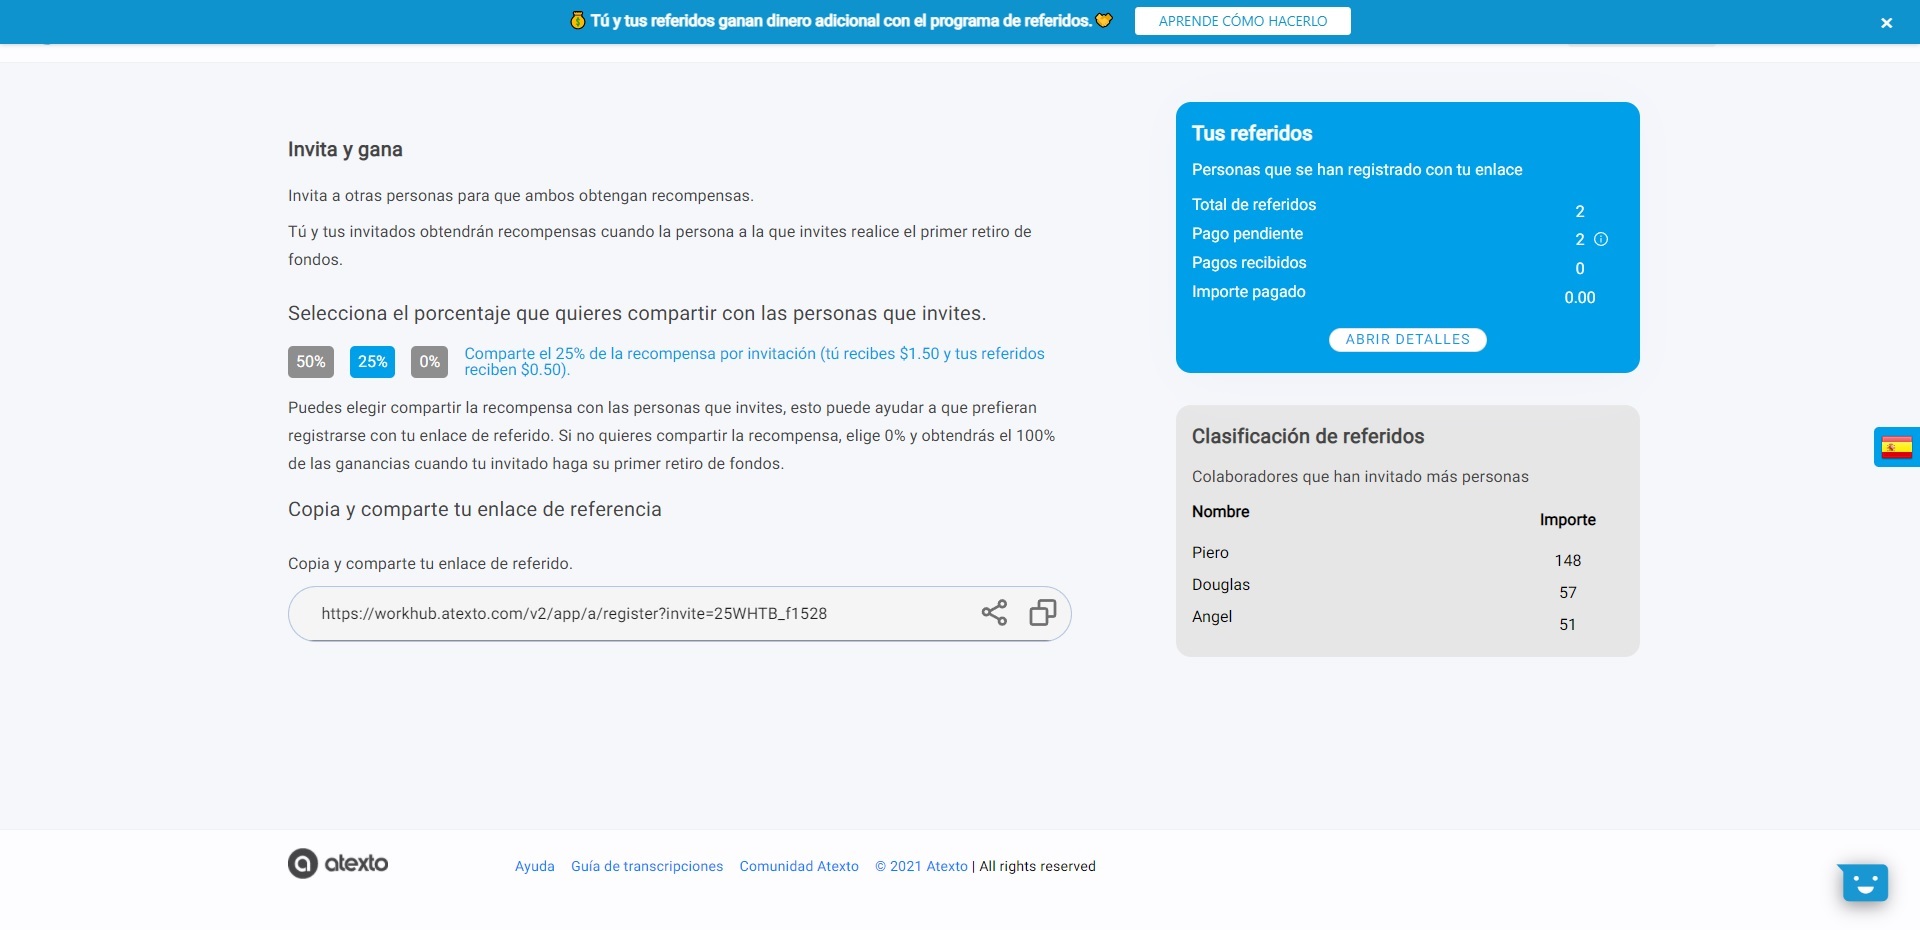 Tú y tus referidos ganan dinero adicional con el programa de referidos.
APRENDE CÓMO HACERLO
Invita y gana
Invita a otras personas para que ambos obtengan recompensas.
Tú y tus invitados obtendrán recompensas cuando la persona a la que invites realice el primer retiro de
fondos.
Selecciona el porcentaje que quieres compartir con las personas que invites.
50% 25% 0%
Comparte el 25% de la recompensa por invitación (tú recibes $1.50 y tus referidos
reciben $0.50).
Puedes elegir compartir la recompensa con las personas que invites, esto puede ayudar a que prefieran
registrarse con tu enlace de referido. Si no quieres compartir la recompensa, elige 0% y obtendrás el 100%
de las ganancias cuando tu invitado haga su primer retiro de fondos.
Copia y comparte tu enlace de referencia
Copia y comparte tu enlace de referido.
https://workhub.atexto.com/v2/app/a/register?invite=25WHTB_f1528
Tus referidos
Personas que se han registrado con tu enlace
Total de referidos 2
Pago pendiente 2
Pagos recibidos 0
Importe pagado 0.00
ABRIR DETALLES
Clasificación de referidos
Colaboradores que han invitado más personas
Nombre Importe
Piero 148
Douglas 57
Angel 51
atexto
Ayuda Guía de transcripciones Comunidad Atexto © 2021 Atexto | All rights reserved